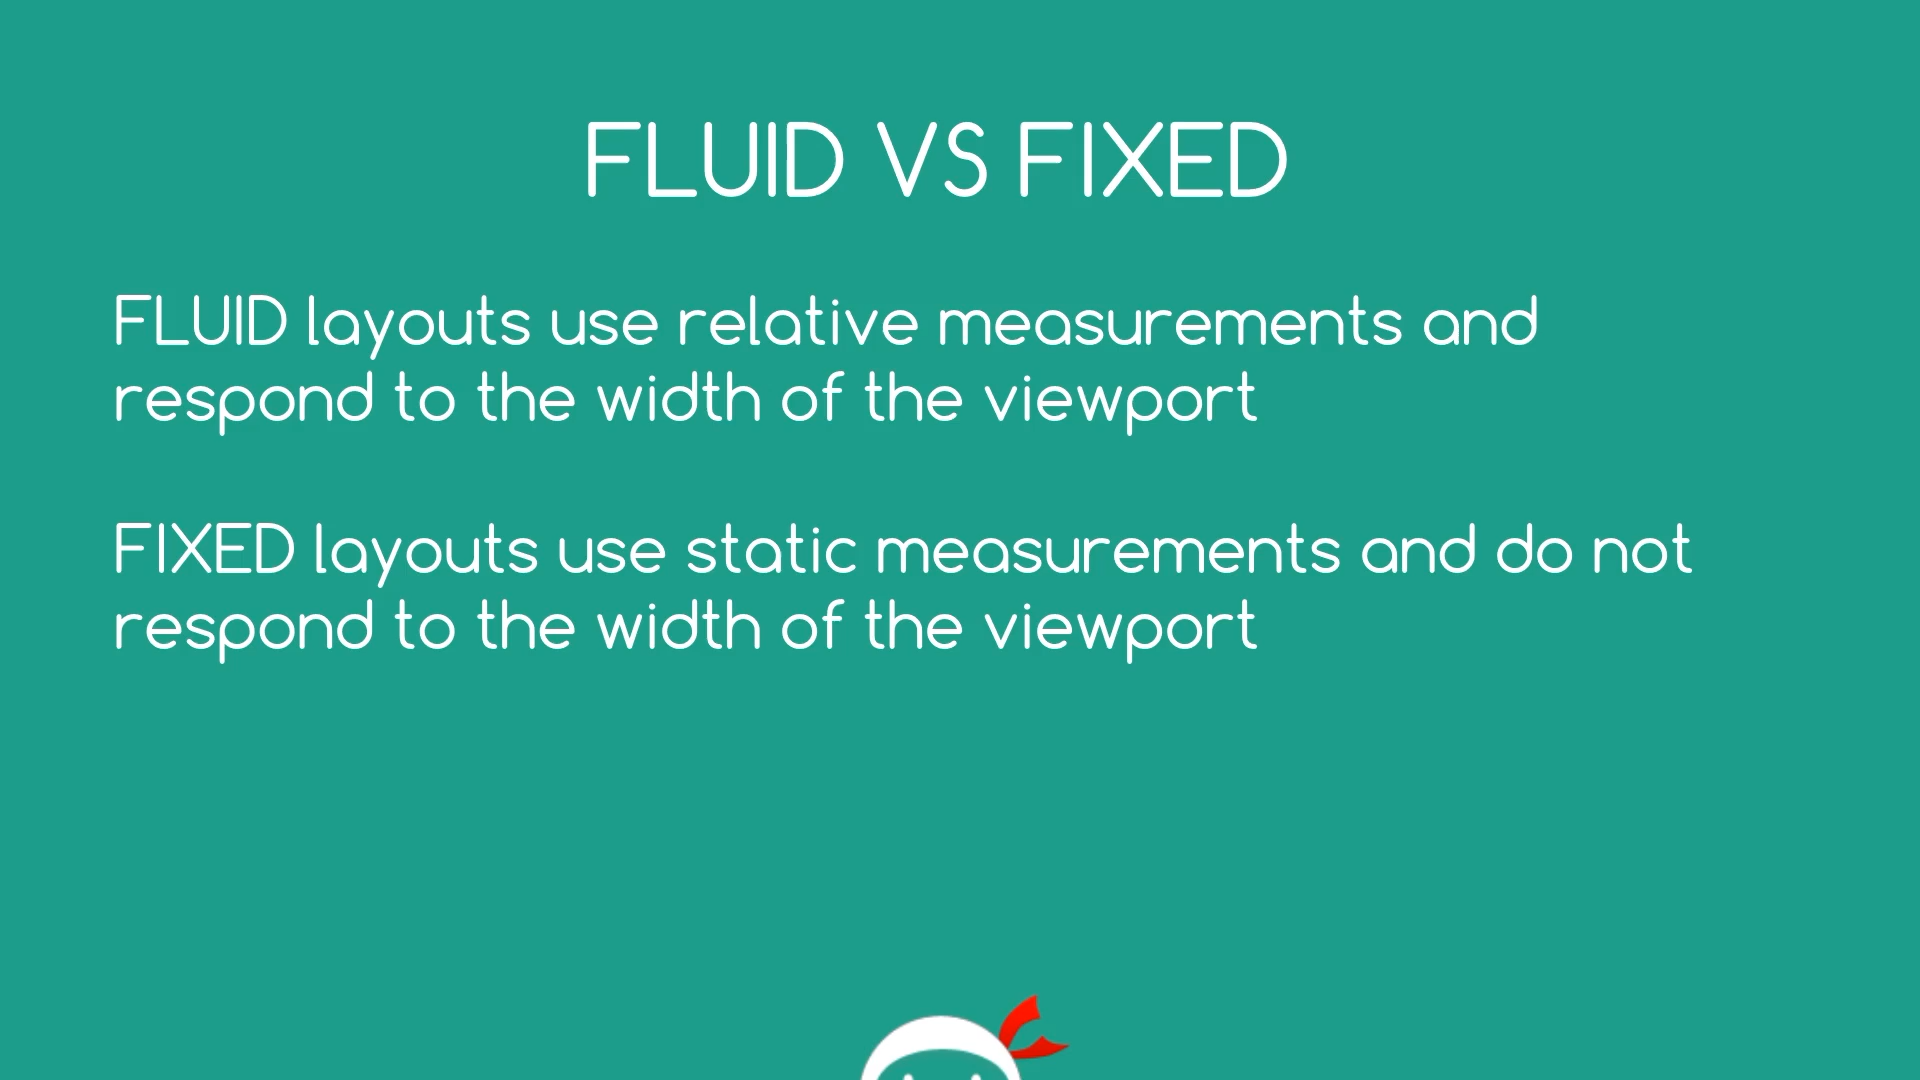 FLUID VS FIXED
FLUID layouts use relative measurements and
respond to the width of the viewport
FIXED layouts use static measurements and do not
respond to the width of the viewport